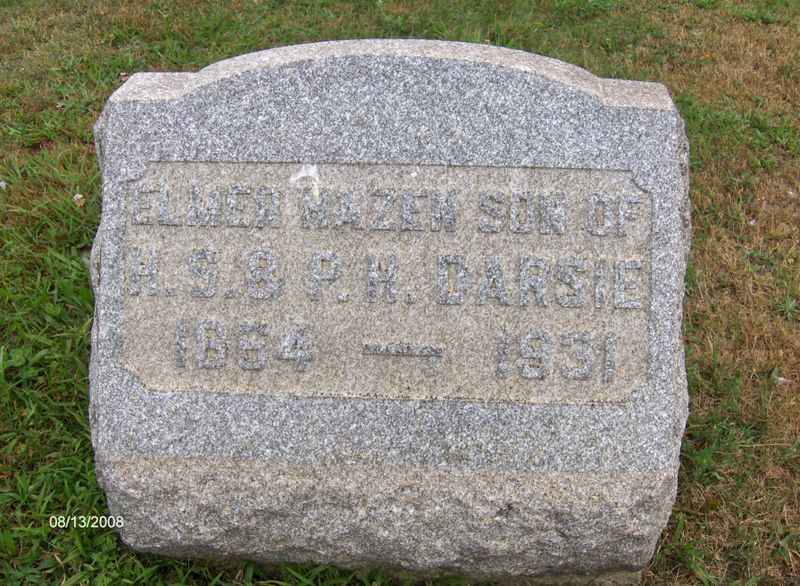 ELMER HAZEN SON OF
H.S.& P.H. DARSIE
1864 — 1931
08/13/2008